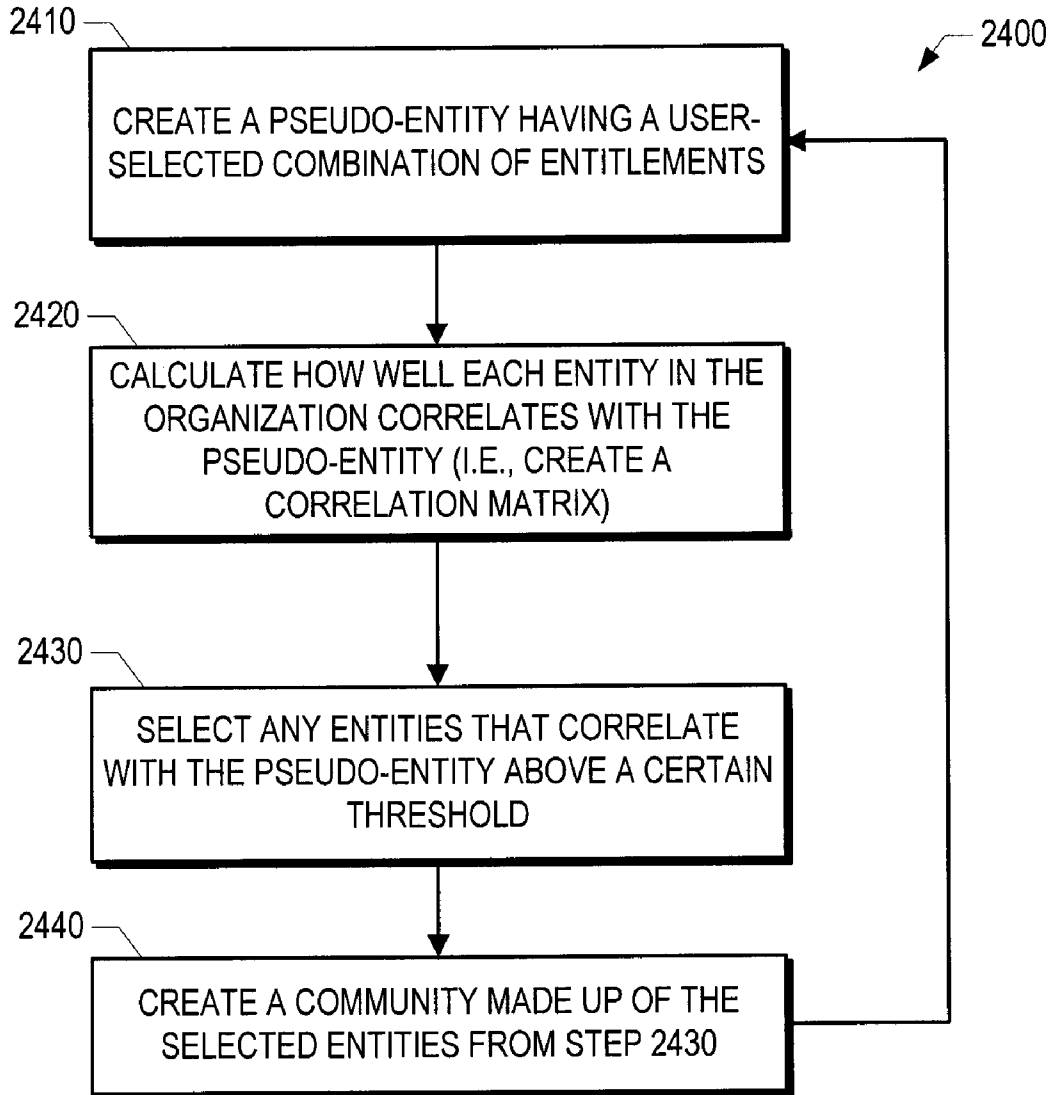 2410
2400
CREATE A PSEUDO-ENTITY HAVING A USER-
SELECTED COMBINATION OF ENTITLEMENTS
2420
CALCULATE HOW WELL EACH ENTITY IN THE
ORGANIZATION CORRELATES WITH THE
PSEUDO-ENTITY (I.E., CREATE A
CORRELATION MATRIX)
2430
SELECT ANY ENTITIES THAT CORRELATE
WITH THE PSEUDO-ENTITY ABOVE A CERTAIN
THRESHOLD
2440
CREATE A COMMUNITY MADE UP OF THE
SELECTED ENTITIES FROM STEP 2430